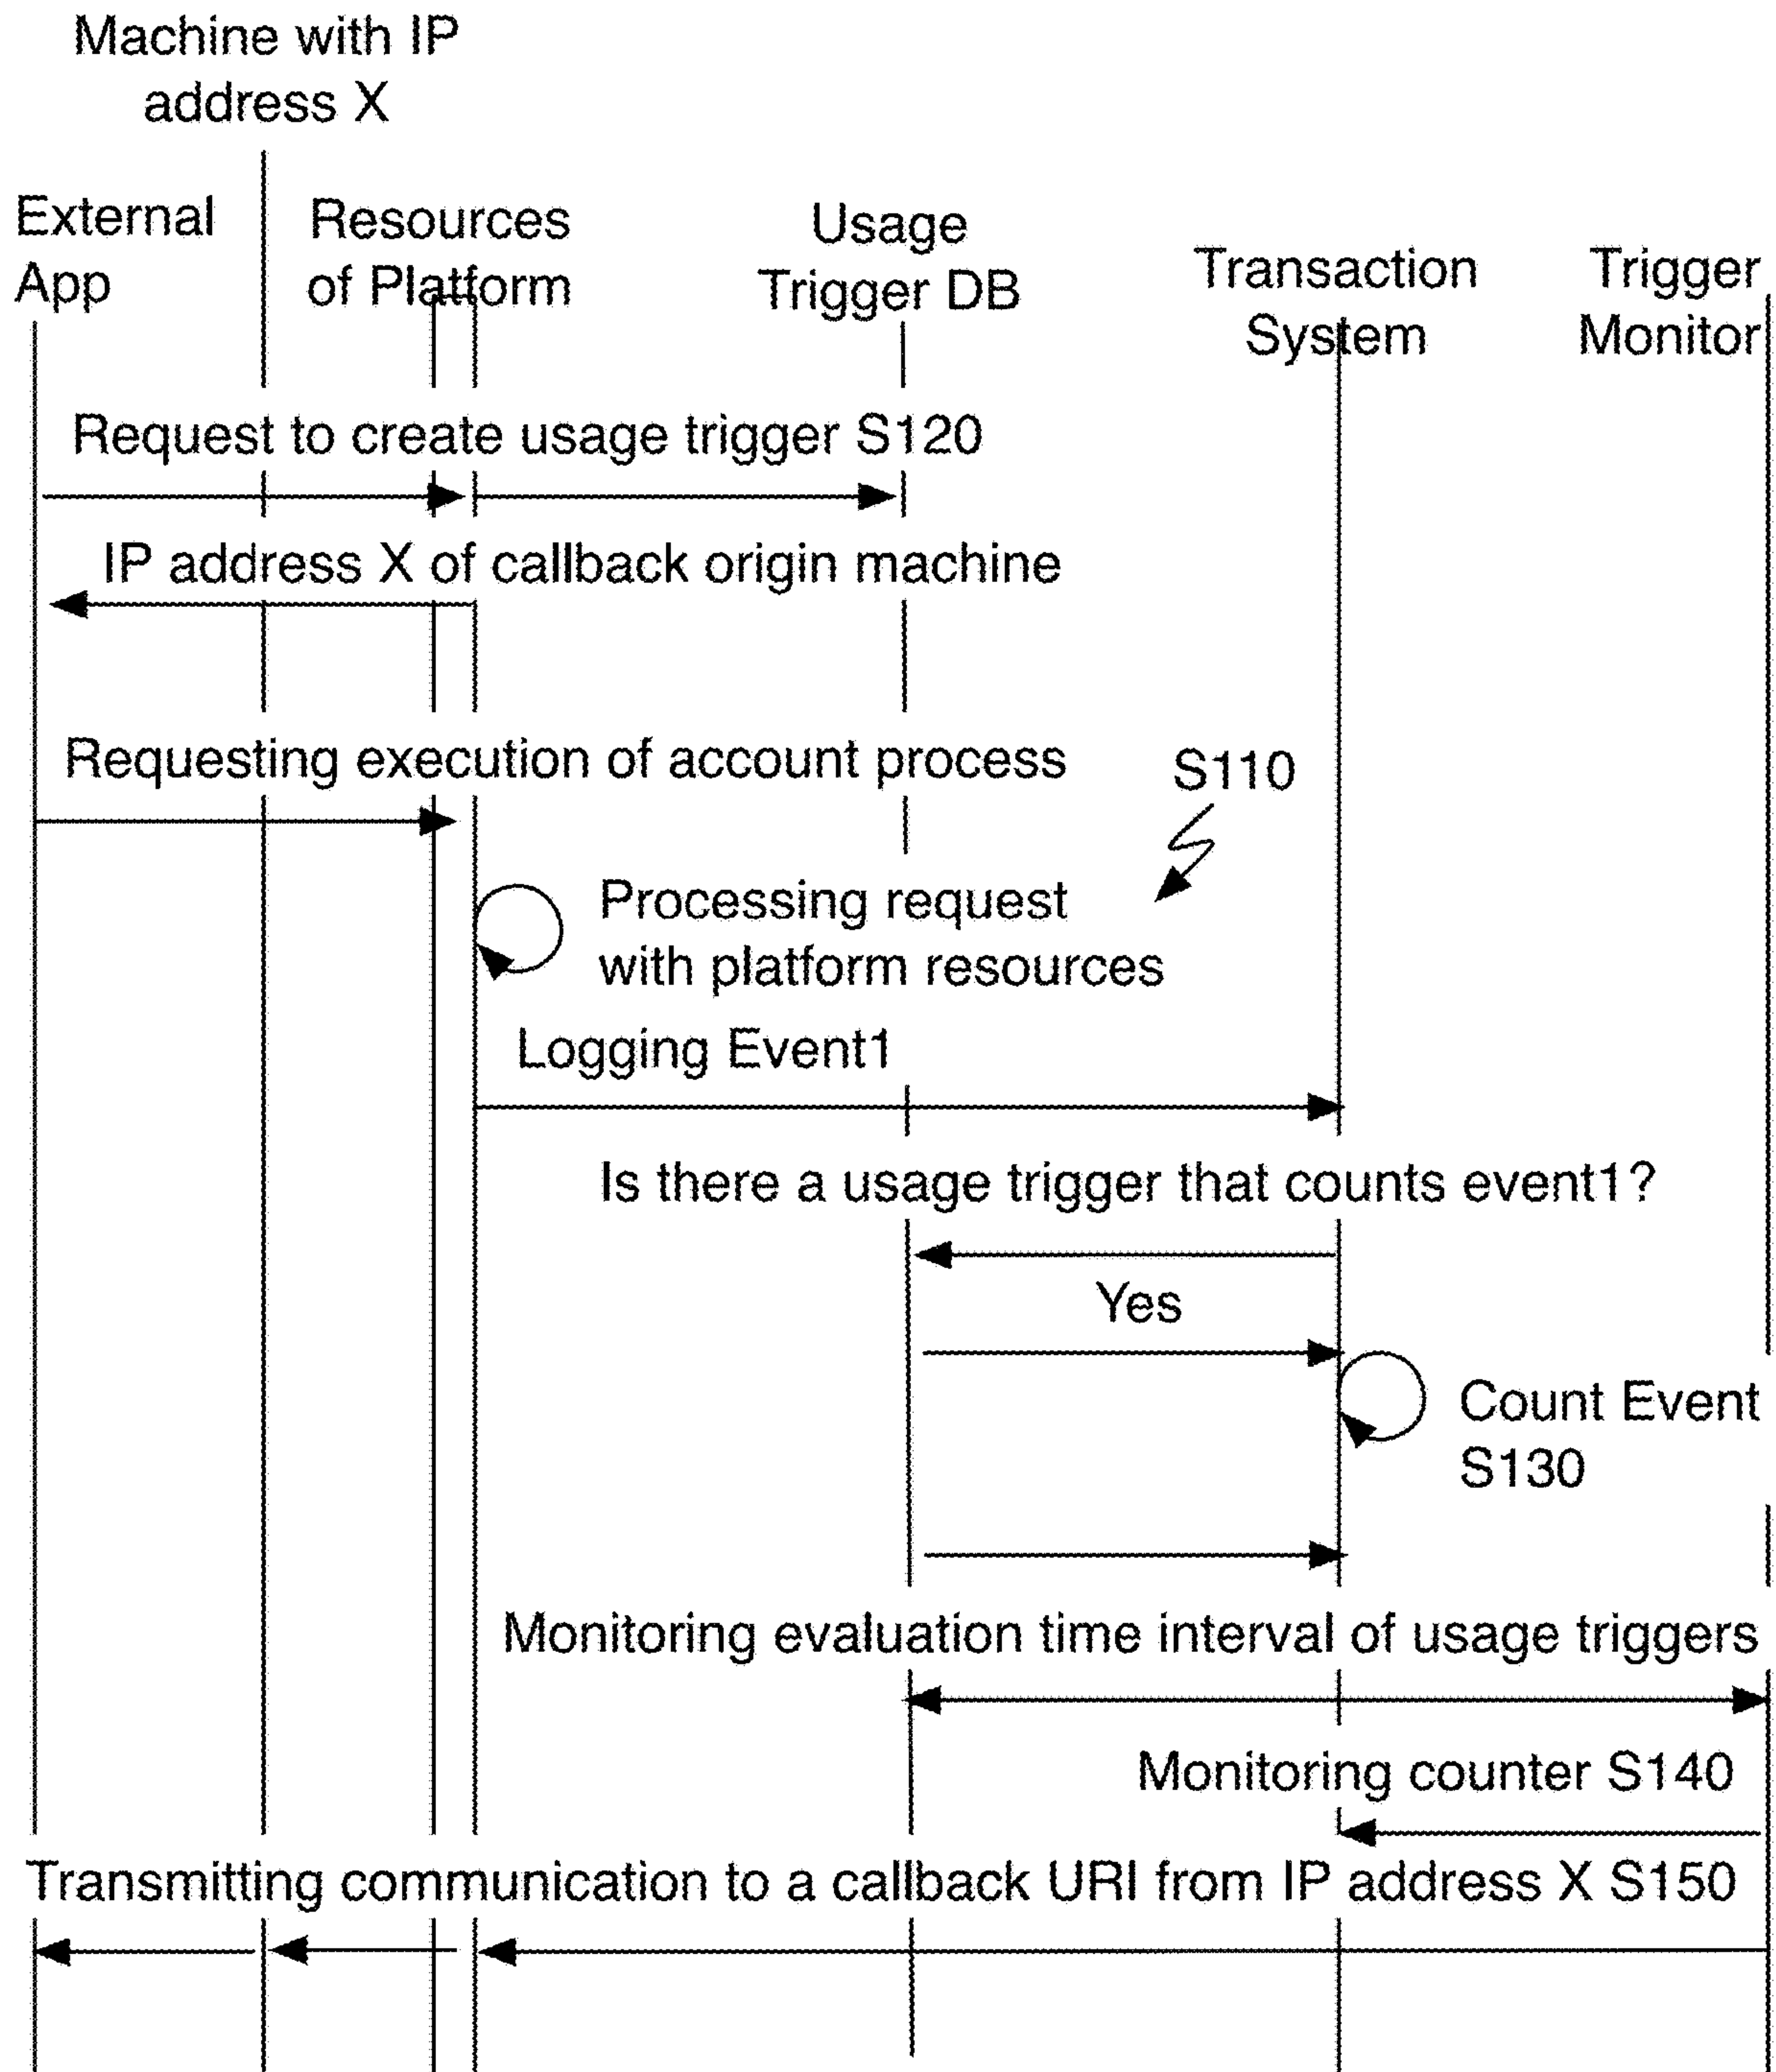 Machine with IP
address X
External
App
Resources
of Platform
Usage
Trigger DB
Transaction
System
Trigger
Monitor
Request to create usage trigger S120
IP address X of callback origin machine
Requesting execution of account process
S110
Processing request
with platform resources
Logging Event1
Is there a usage trigger that counts event1?
Yes
Count Event
S130
Monitoring evaluation time interval of usage triggers
Monitoring counter S140
Transmitting communication to a callback URI from IP address X S150